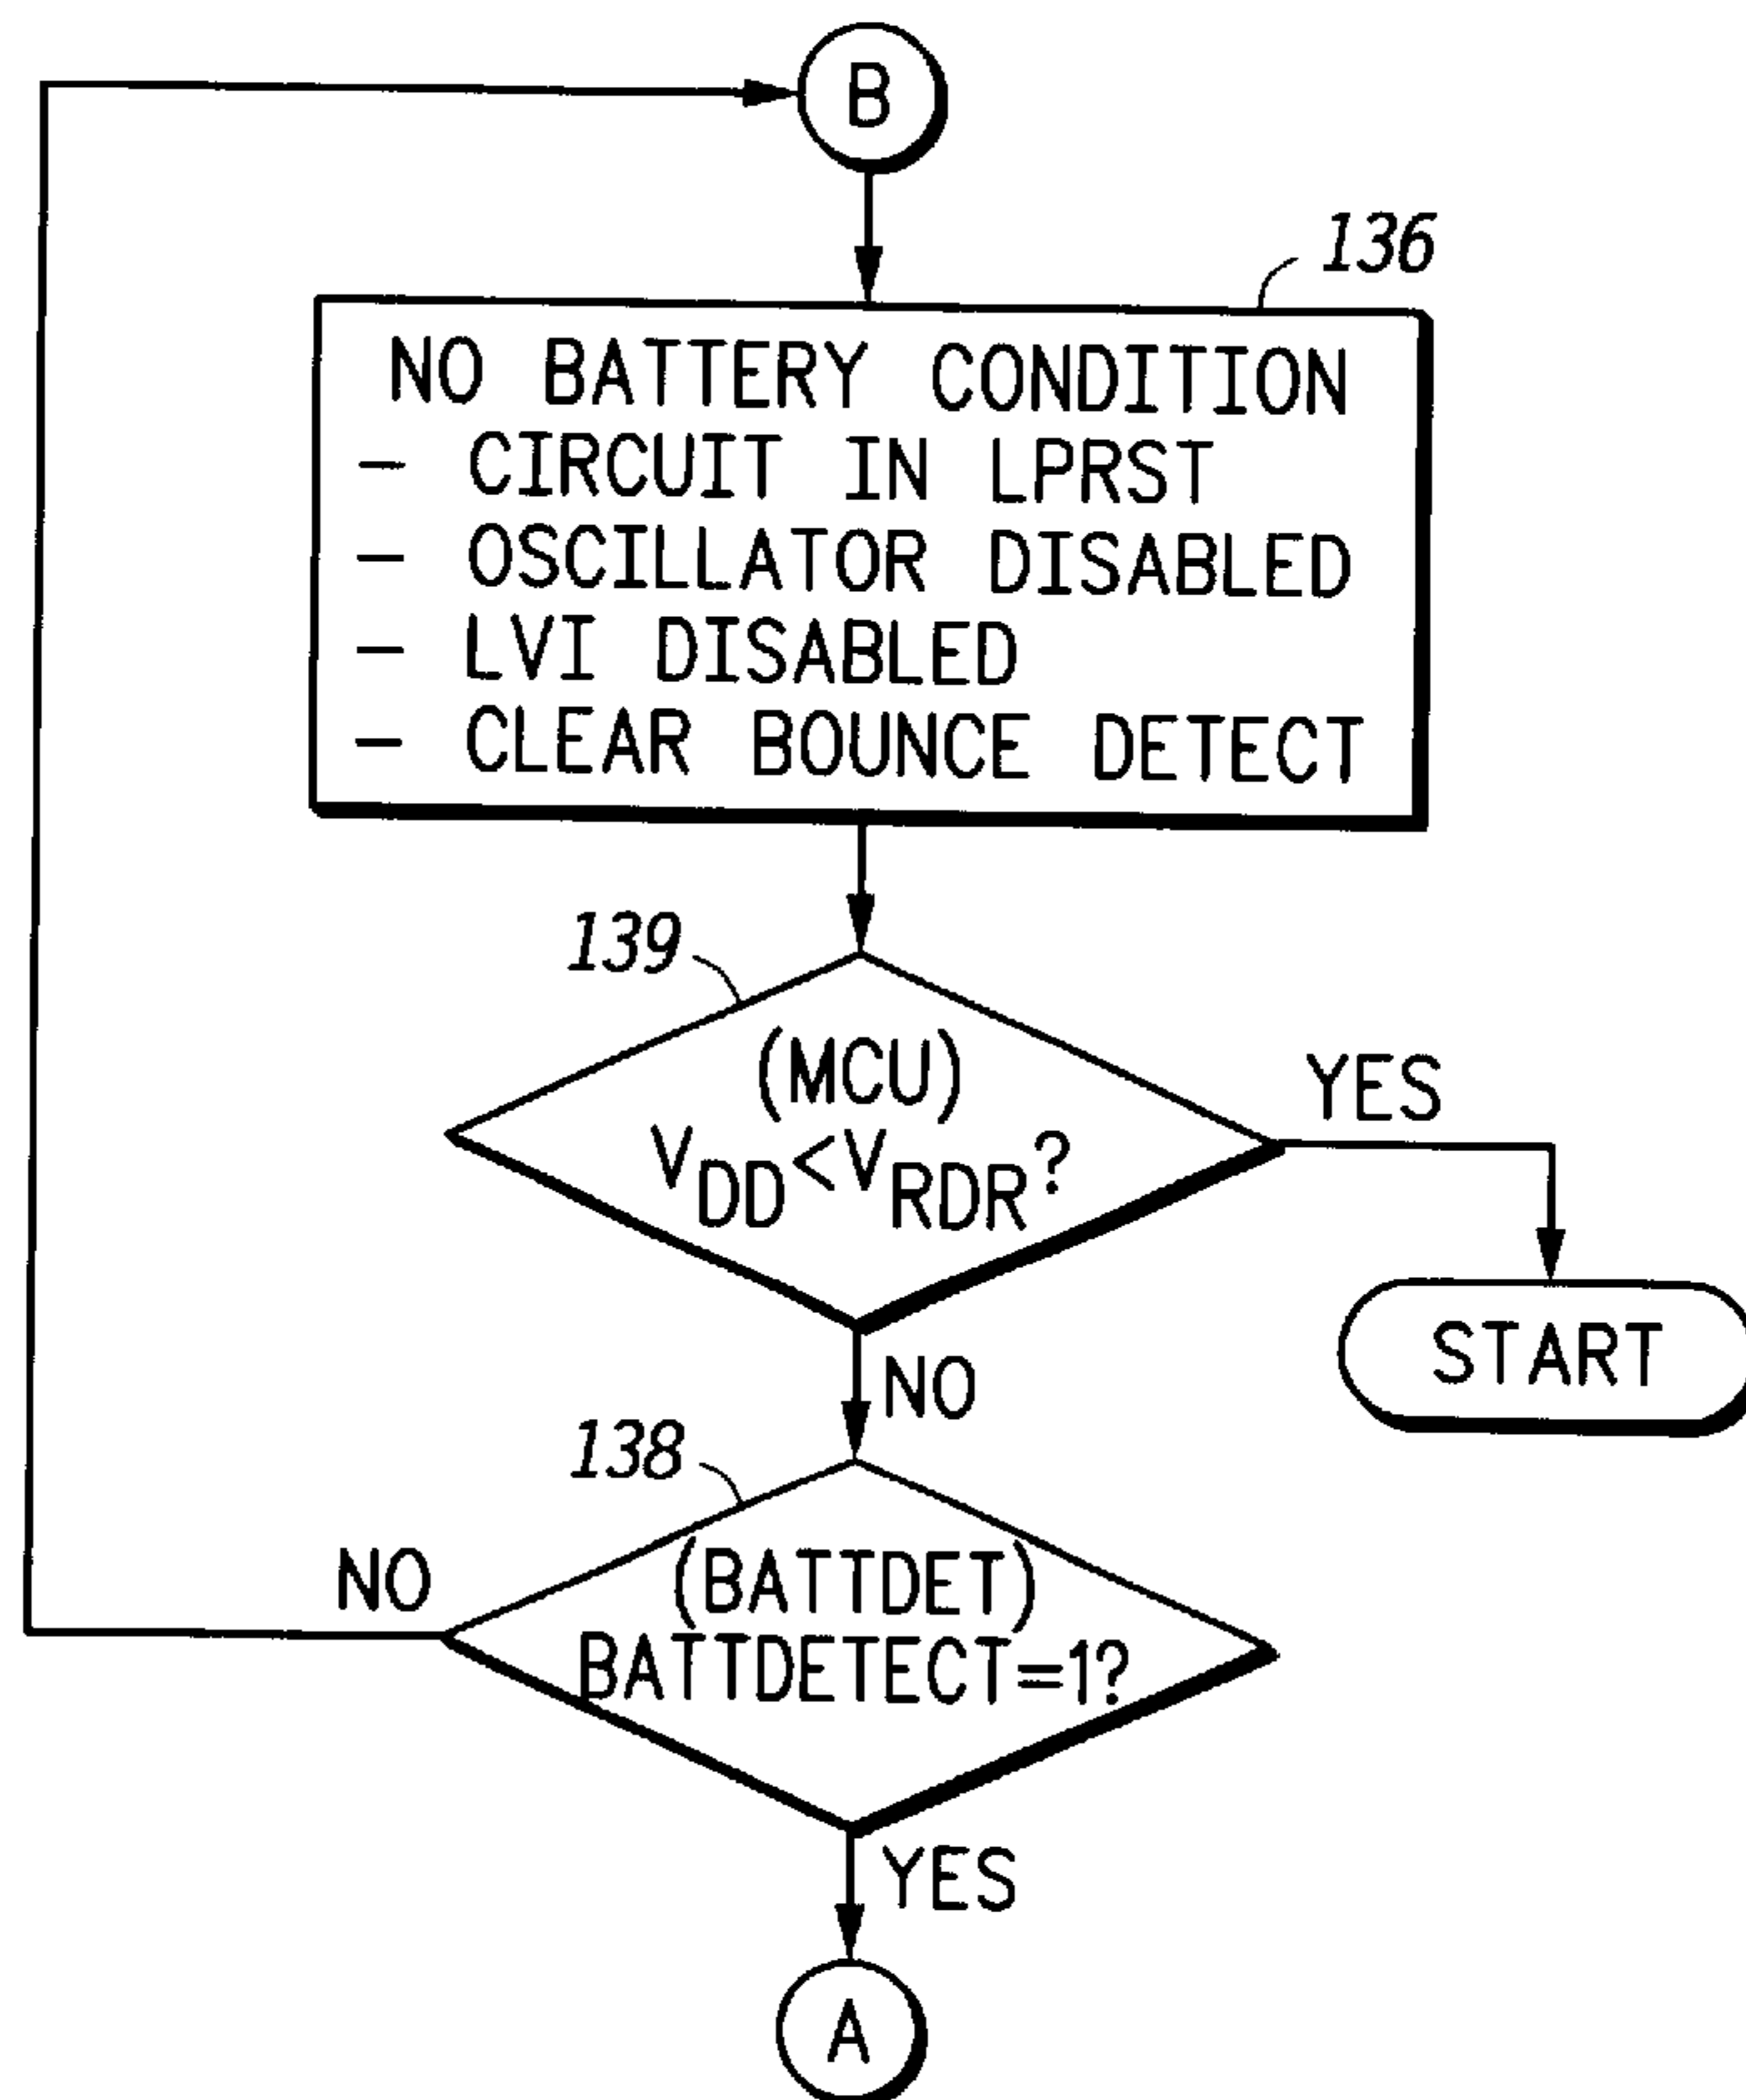 B
136
NO BATTERY CONDITION
- CIRCUIT IN LPRST
- OSCILLATOR DISABLED
- LVI DISABLED
- CLEAR BOUNCE DETECT
139
(MCU)
VDD<VRDR?
YES
START
NO
138
(BATTDET)
BATTDETECT=1?
NO
YES
A